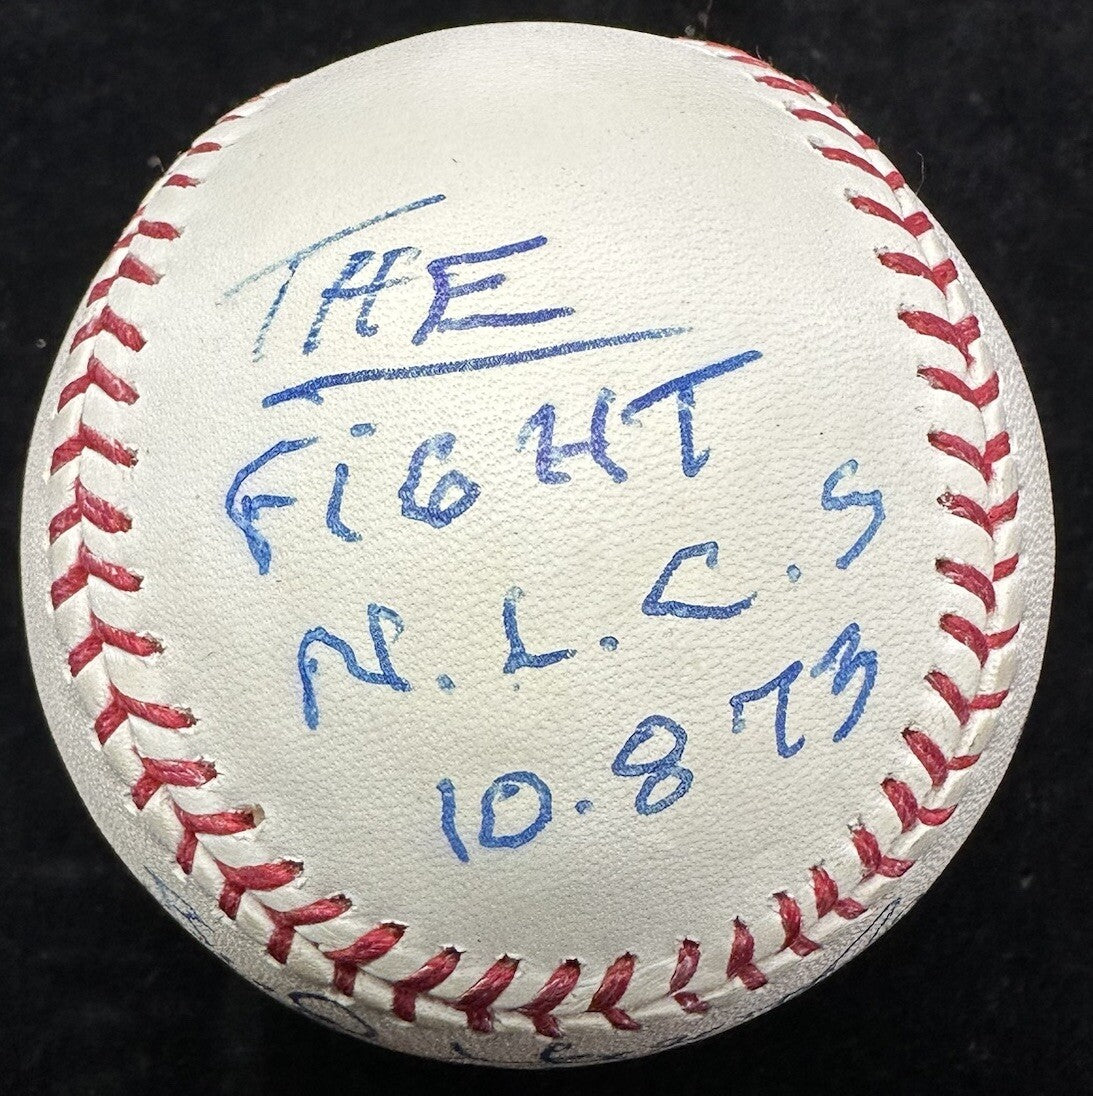 THE
FiGHT
N.L.C.S
10.8 73